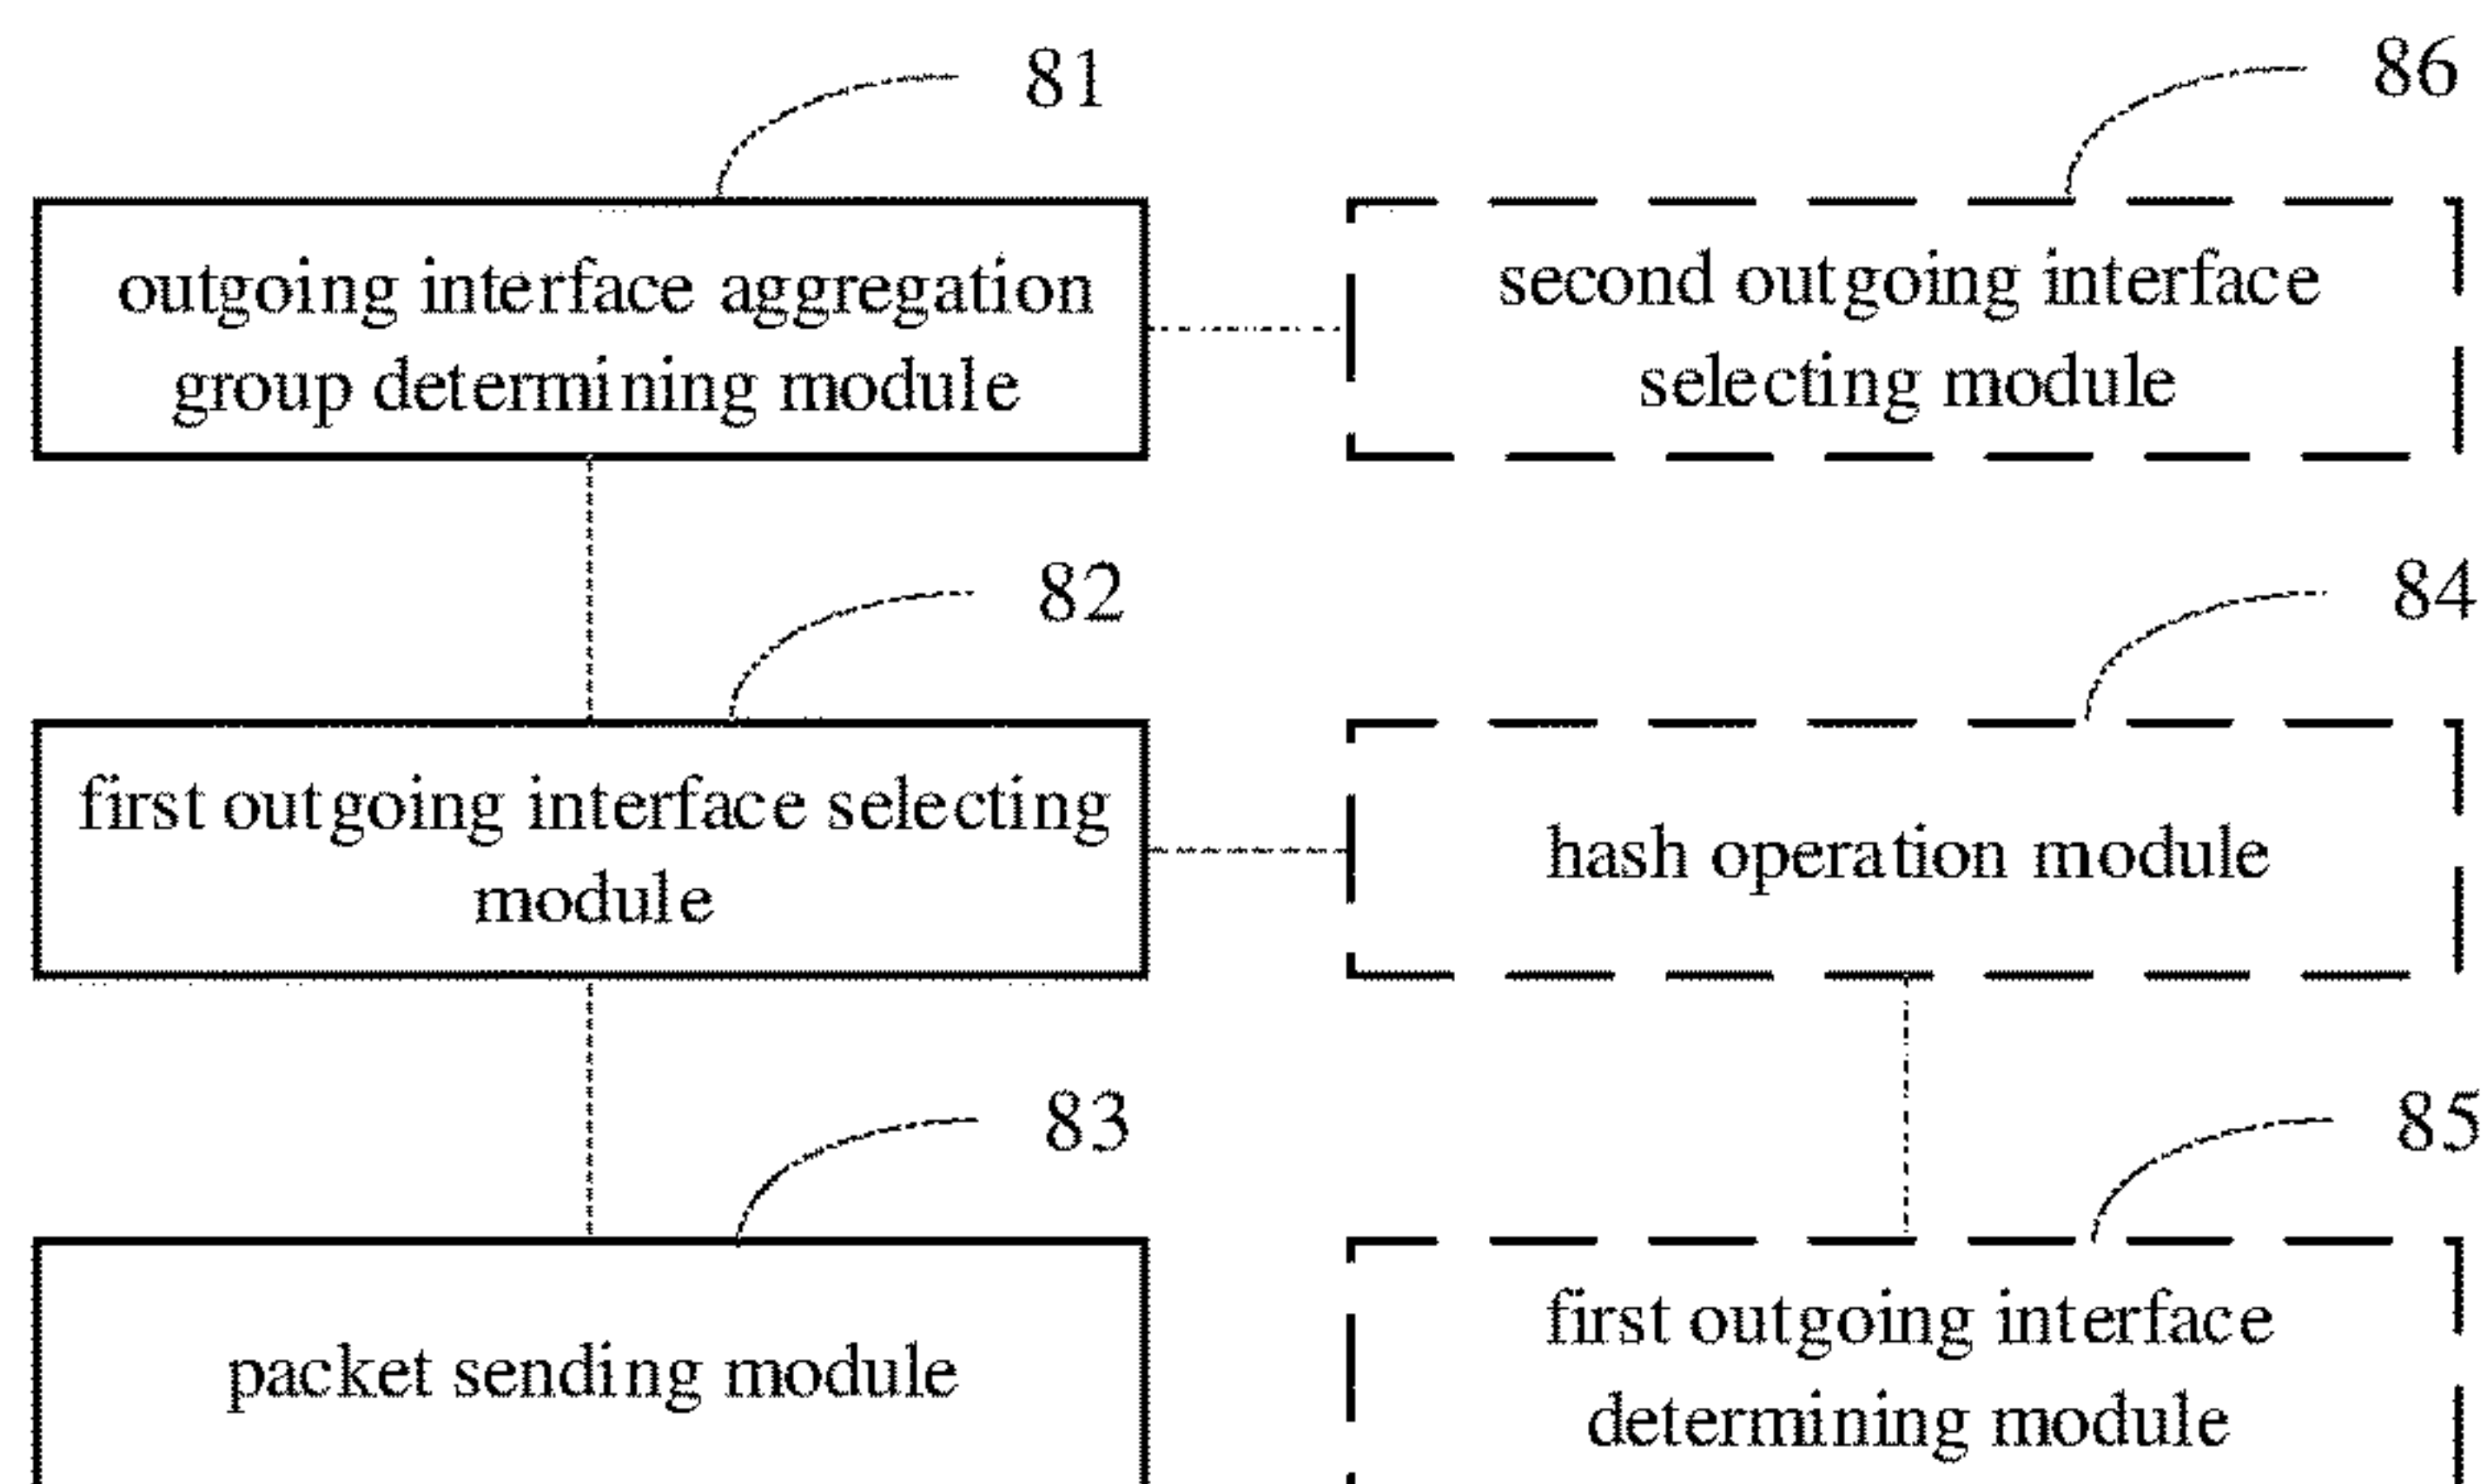 81
86
outgoing interface aggregation
group determining module
second outgoing interface
selecting module
82
84
first outgoing interface selecting
module
hash operation module
83
85
packet sending module
first outgoing interface
determining module